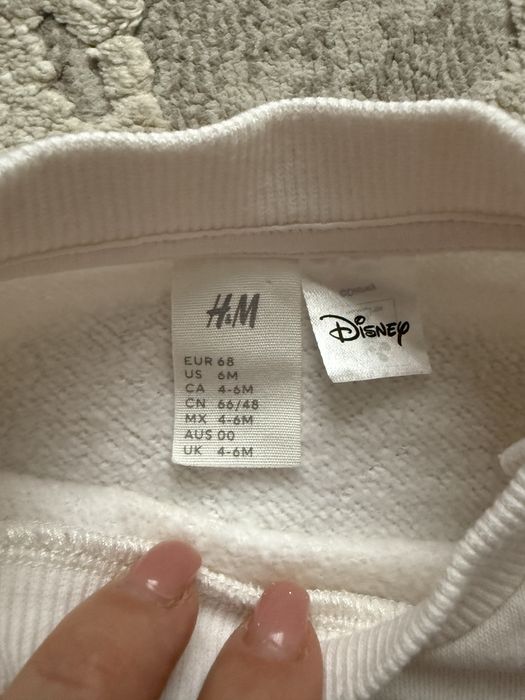 H&M
EUR 68
US 6M
CA 4-6M
CN 66/48
MX 4-6M
AUS 00
UK 4-6M
Disney